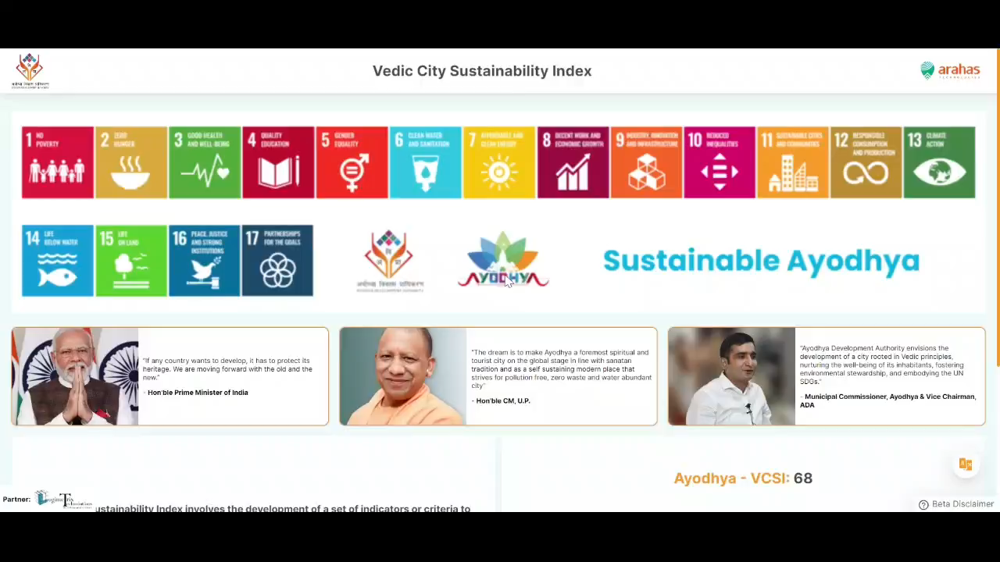 Vedic City Sustainability Index
arahas
TECHNOLOGIES
1 NO POVERTY
2 ZERO HUNGER
3 GOOD HEALTH AND WELL-BEING
4 QUALITY EDUCATION
5 GENDER EQUALITY
6 CLEAN WATER AND SANITATION
7 AFFORDABLE AND CLEAN ENERGY
8 DECENT WORK AND ECONOMIC GROWTH
9 INDUSTRY, INNOVATION AND INFRASTRUCTURE
10 REDUCED INEQUALITIES
11 SUSTAINABLE CITIES AND COMMUNITIES
12 RESPONSIBLE CONSUMPTION AND PRODUCTION
13 CLIMATE ACTION
14 LIFE BELOW WATER
15 LIFE ON LAND
16 PEACE, JUSTICE AND STRONG INSTITUTIONS
17 PARTNERSHIPS FOR THE GOALS
अयोध्या विकास प्राधिकरण
AYODHYA DEVELOPMENT AUTHORITY
AYODHYA
Sustainable Ayodhya
"If any country wants to develop, it has to protect its
heritage. We are moving forward with the old and the
new."
- Hon'ble Prime Minister of India
"The dream is to make Ayodhya a foremost spiritual and
tourist city on the global stage in line with sanatan
tradition and as a self sustaining modern place that
strives for pollution free, zero waste and water abundant
city"
- Hon'ble CM, U.P.
"Ayodhya Development Authority envisions the
development of a city rooted in Vedic principles,
nurturing the well-being of its inhabitants, fostering
environmental stewardship, and embodying the UN
SDGs."
- Municipal Commissioner, Ayodhya & Vice Chairman,
ADA
Ayodhya - VCSI: 68
Partner:
ustainability Index involves the development of a set of indicators or criteria to
Beta Disclaimer